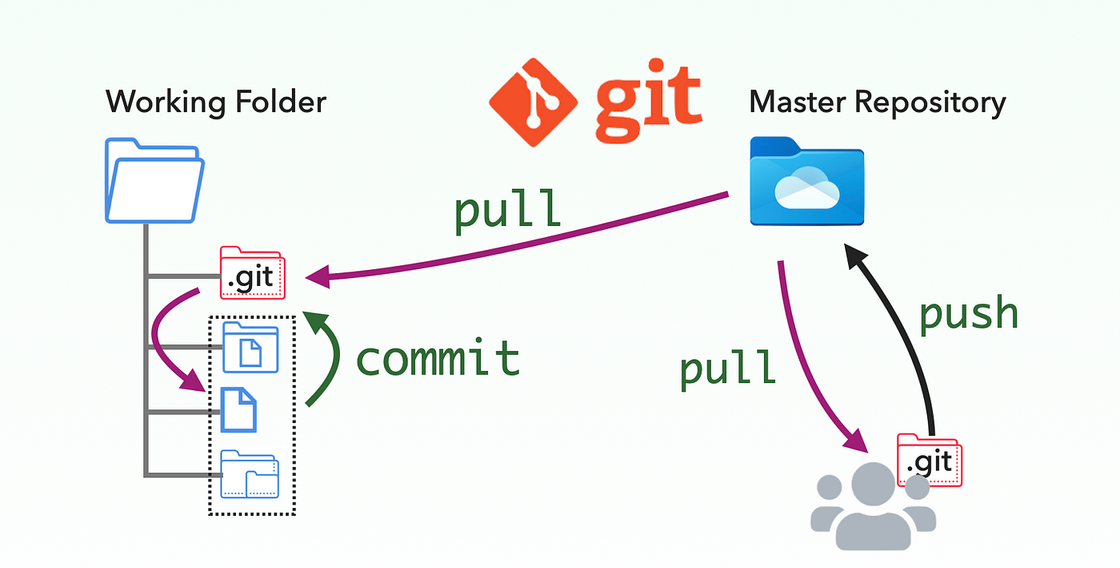 Working Folder
git
Master Repository
pull
.git
commit
pull
push
.git